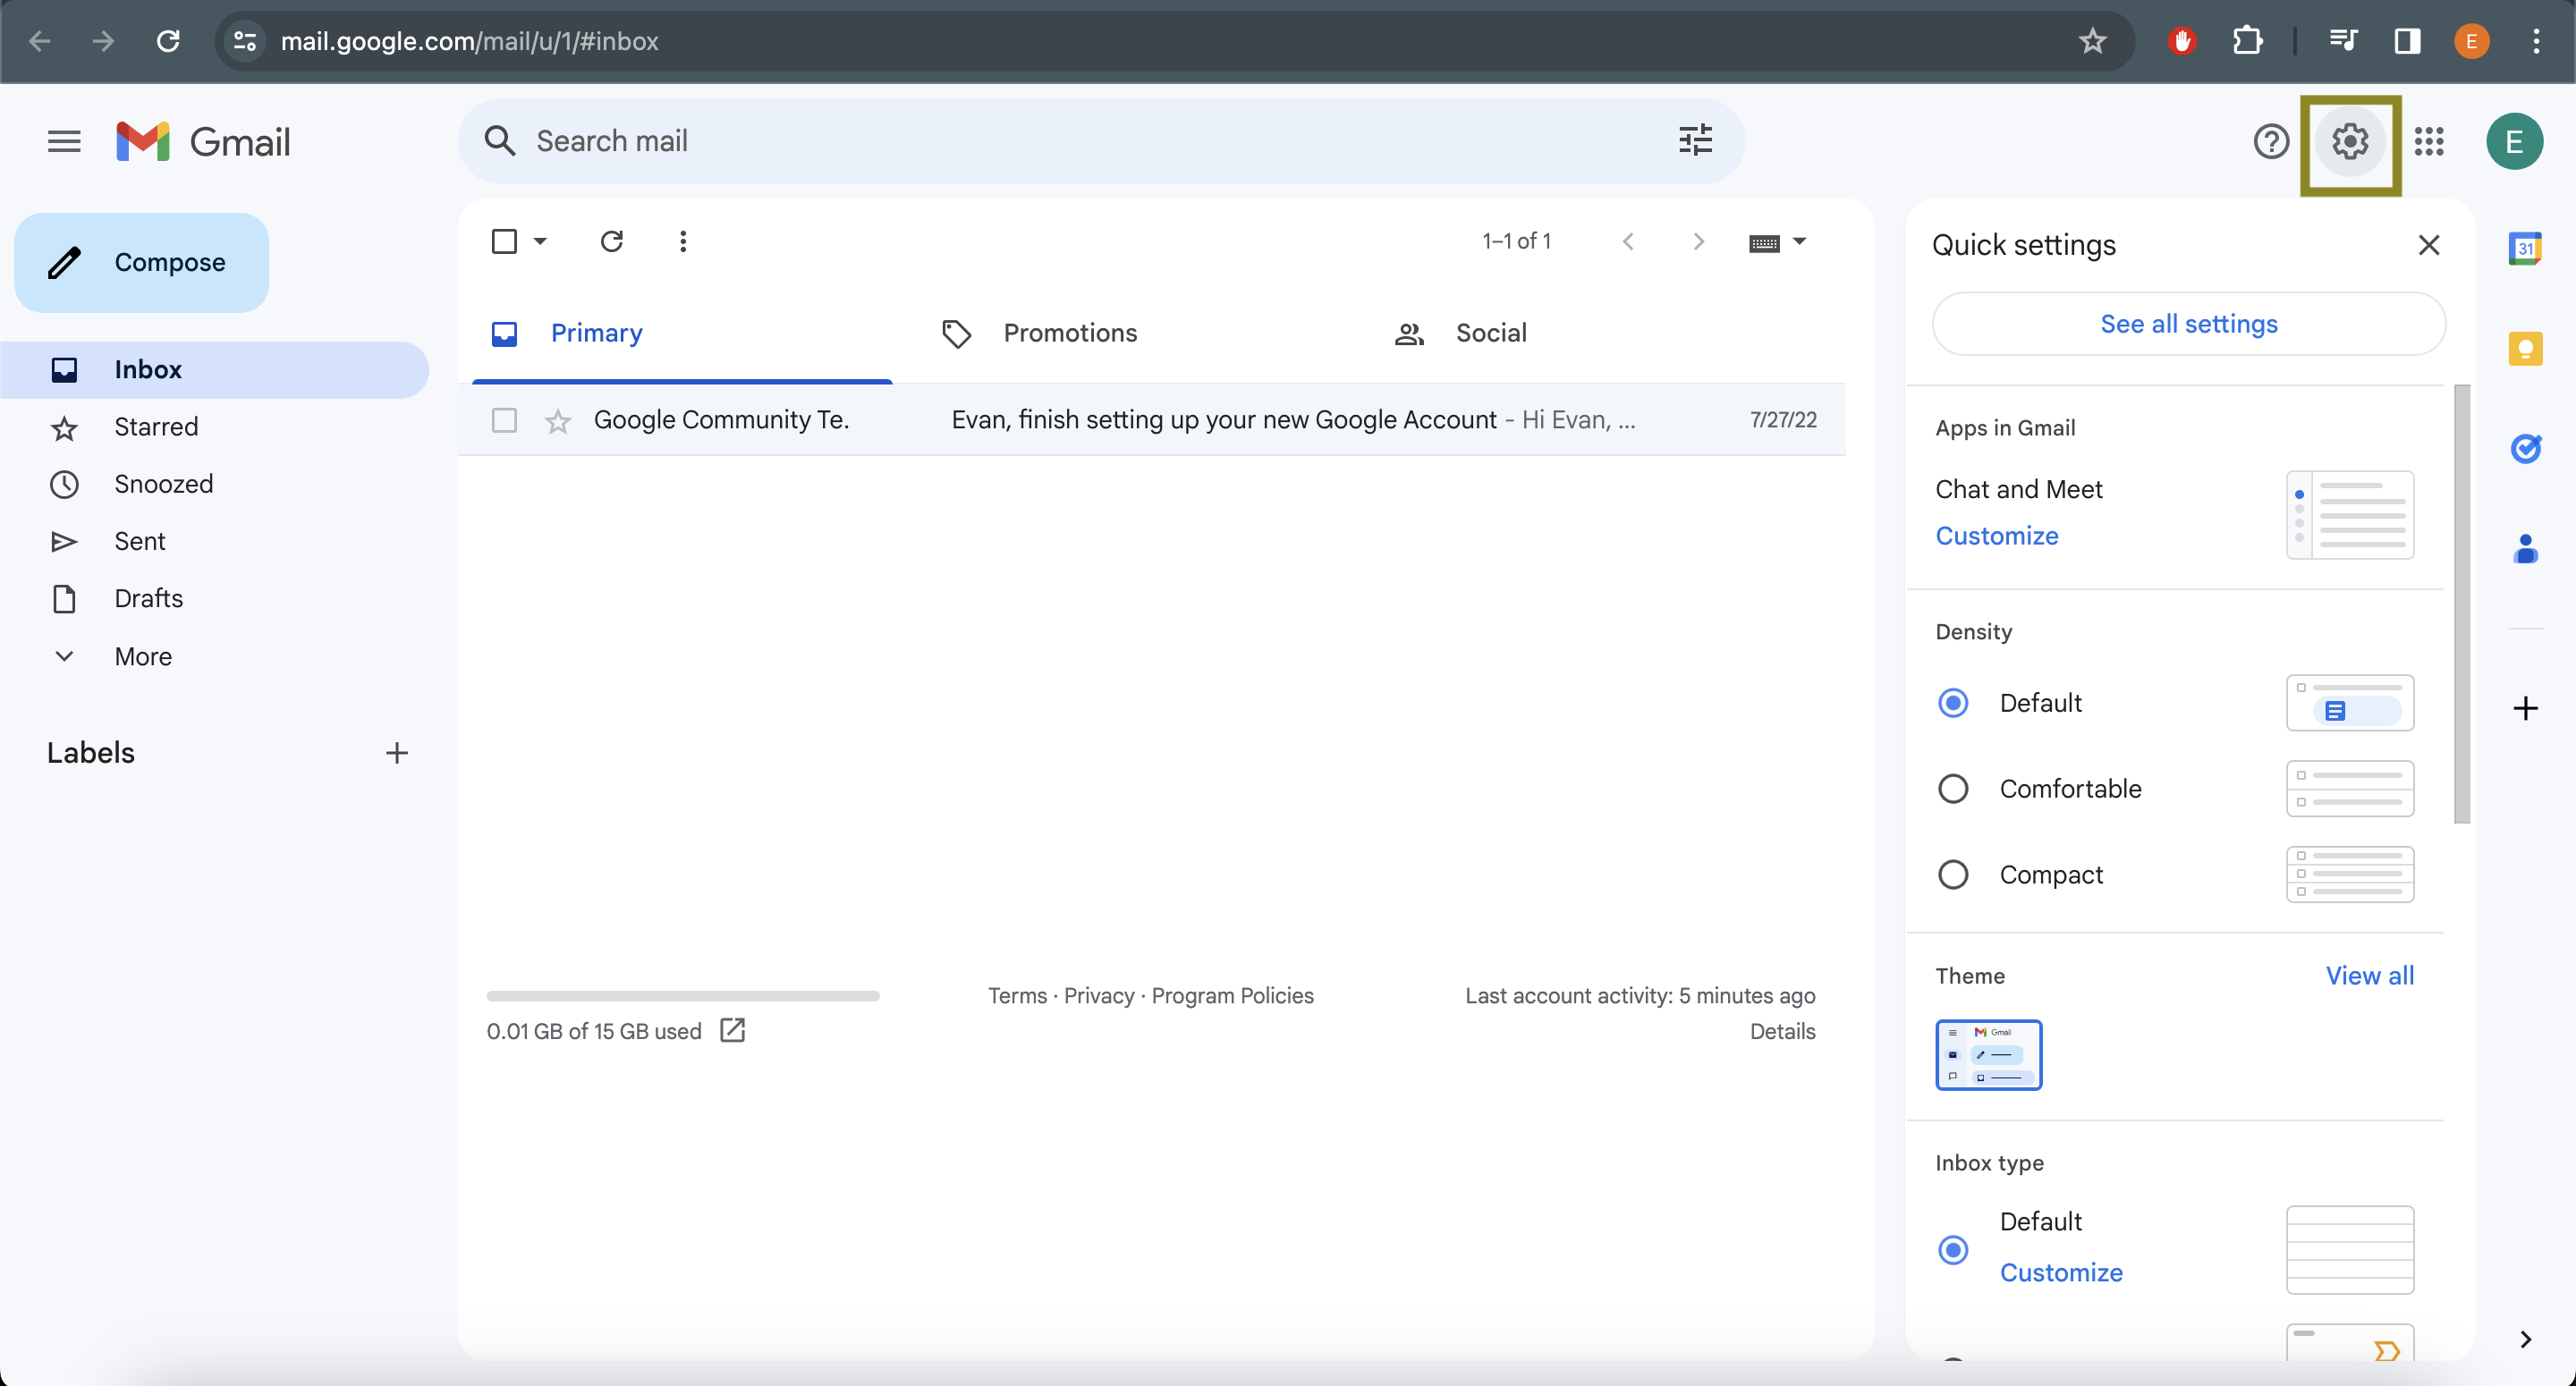 mail.google.com/mail/u/1/#inbox
E
Gmail
Search mail
E
Compose
Inbox
Starred
Snoozed
Sent
Drafts
More
Labels
1–1 of 1
Primary
Promotions
Social
Google Community Te.
Evan, finish setting up your new Google Account - Hi Evan, ...
7/27/22
0.01 GB of 15 GB used
Terms · Privacy · Program Policies
Last account activity: 5 minutes ago
Details
Quick settings
See all settings
Apps in Gmail
Chat and Meet
Customize
Density
Default
Comfortable
Compact
Theme
View all
Gmail
Inbox type
Default
Customize
31